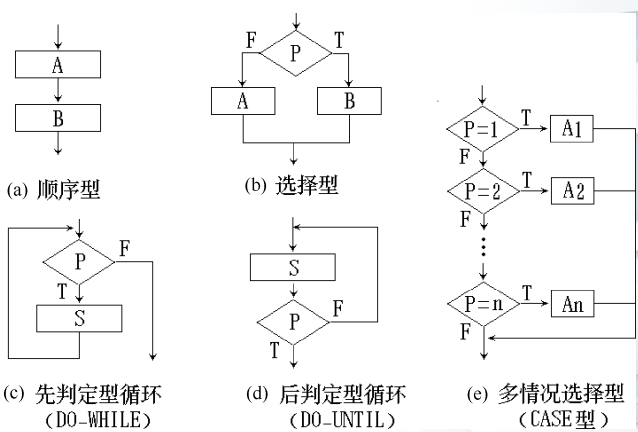 A
B
(a) 顺序型
F
T
P
A
B
(b) 选择型
P
F
T
S
(c) 先判定型循环
(DO-WHILE)
S
P
F
T
(d) 后判定型循环
(DO-UNTIL)
P=1
T
A1
F
P=2
T
A2
F
P=n
T
An
F
(e) 多情况选择型
(CASE型)